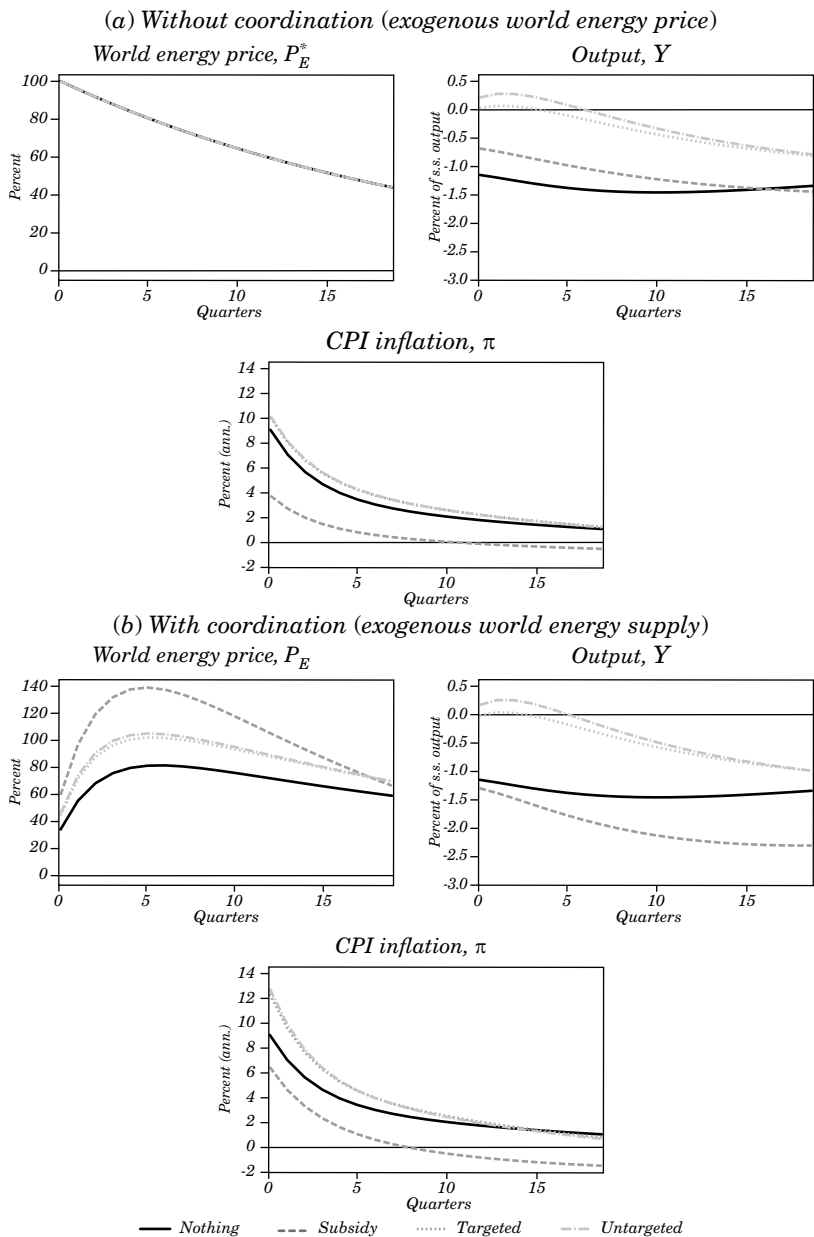 (a) Without coordination (exogenous world energy price)
World energy price, P*E
Output, Y
Percent
100
80
60
40
20
0
0 5 10 15
Quarters
Percent of s.s. output
0.5
0.0
-0.5
-1.0
-1.5
-2.0
-2.5
-3.0
0 5 10 15
Quarters
CPI inflation, π
Percent (ann.)
14
12
10
8
6
4
2
0
-2
0 5 10 15
Quarters
(b) With coordination (exogenous world energy supply)
World energy price, PE
Output, Y
Percent
140
120
100
80
60
40
20
0
0 5 10 15
Quarters
Percent of s.s. output
0.5
0.0
-0.5
-1.0
-1.5
-2.0
-2.5
-3.0
0 5 10 15
Quarters
CPI inflation, π
Percent (ann.)
14
12
10
8
6
4
2
0
-2
0 5 10 15
Quarters
Nothing Subsidy Targeted Untargeted